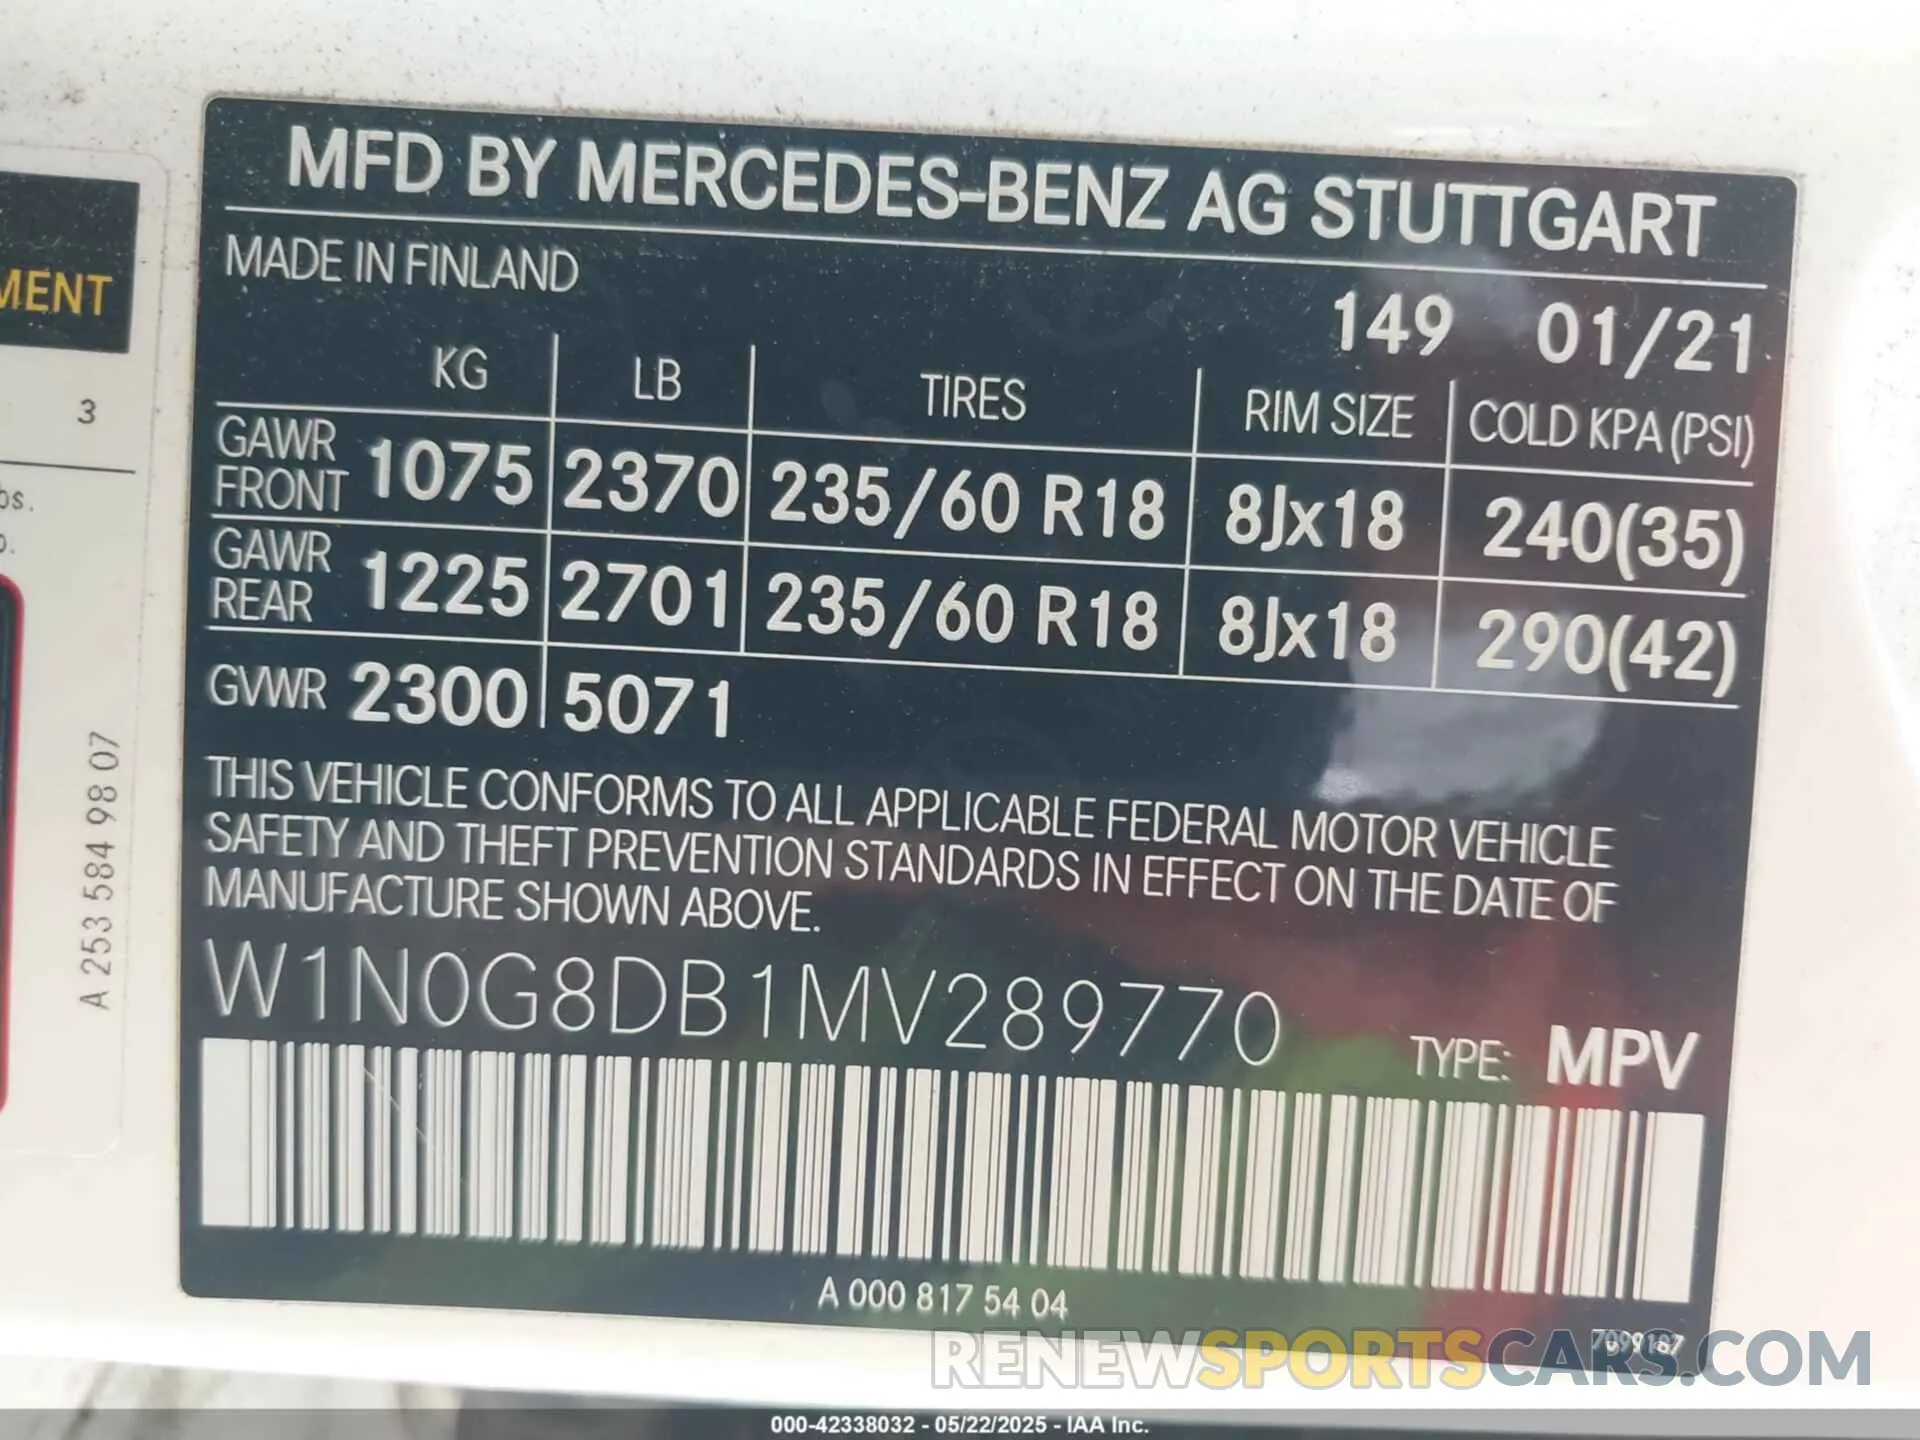 MFD BY MERCEDES-BENZ AG STUTTGART
MADE IN FINLAND
149 01/21
KG LB TIRES RIM SIZE COLD KPA (PSI)
GAWR FRONT 1075 2370 235/60 R18 8Jx18 240(35)
GAWR REAR 1225 2701 235/60 R18 8Jx18 290(42)
GVWR 2300 5071
THIS VEHICLE CONFORMS TO ALL APPLICABLE FEDERAL MOTOR VEHICLE
SAFETY AND THEFT PREVENTION STANDARDS IN EFFECT ON THE DATE OF
MANUFACTURE SHOWN ABOVE.
W1N0G8DB1MV289770
TYPE: MPV
A 000 817 54 04
3
A 253 584 98 07
RENEWSPORTSCARS.COM
000-42338032 - 05/22/2025 - IAA Inc.